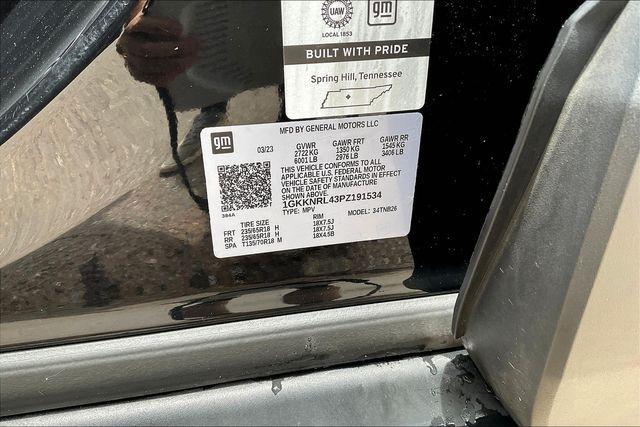 UAW
gm
LOCAL 1853
BUILT WITH PRIDE
Spring Hill, Tennessee
gm
MFD BY GENERAL MOTORS LLC
03/23 GVWR GAWR FRT GAWR RR
2722 KG 1350 KG 1545 KG
6001 LB 2976 LB 3406 LB
THIS VEHICLE CONFORMS TO ALL
APPLICABLE U.S. FEDERAL MOTOR
VEHICLE SAFETY STANDARDS IN EFFECT
ON THE DATE OF MANUFACTURE
SHOWN ABOVE.
1GKKNRL43PZ191534
384A
TYPE: MPV MODEL: 34TNB26
TIRE SIZE RIM
FRT 235/65R18 H 18X7.5J
RR 235/65R18 H 18X7.5J
SPA T135/70R18 M 18X4.5B